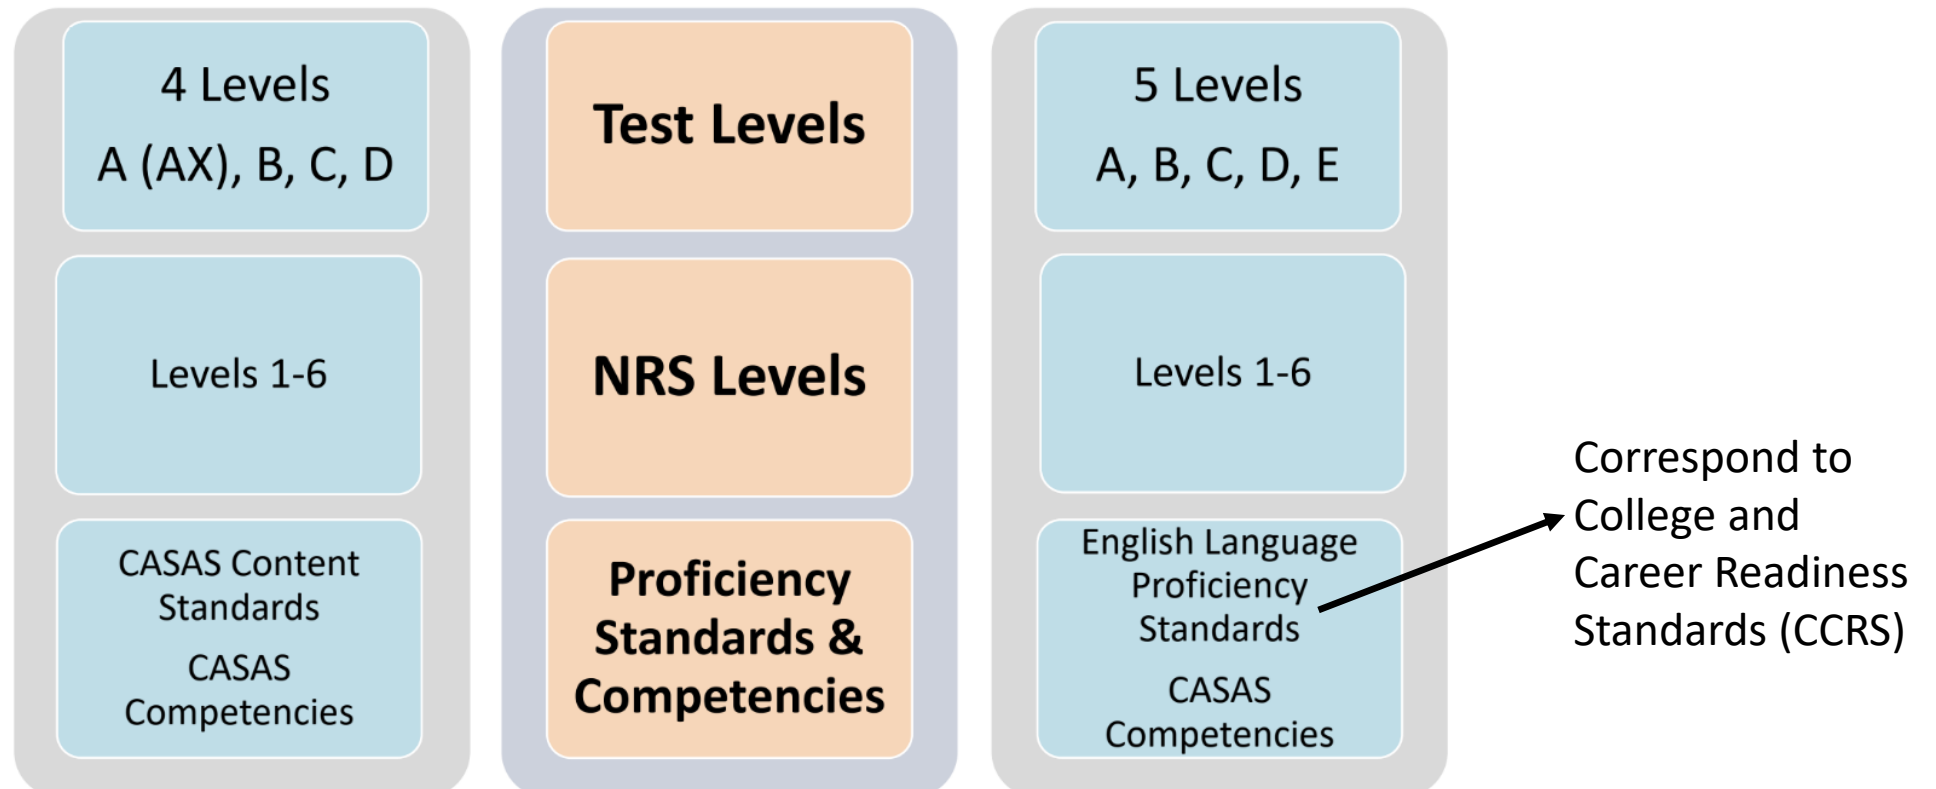 4 Levels
A (AX), B, C, D
Levels 1-6
CASAS Content
Standards
CASAS
Competencies
Test Levels
NRS Levels
Proficiency
Standards &
Competencies
5 Levels
A, B, C, D, E
Levels 1-6
English Language
Proficiency
Standards
CASAS
Competencies
Correspond to
College and
Career Readiness
Standards (CCRS)